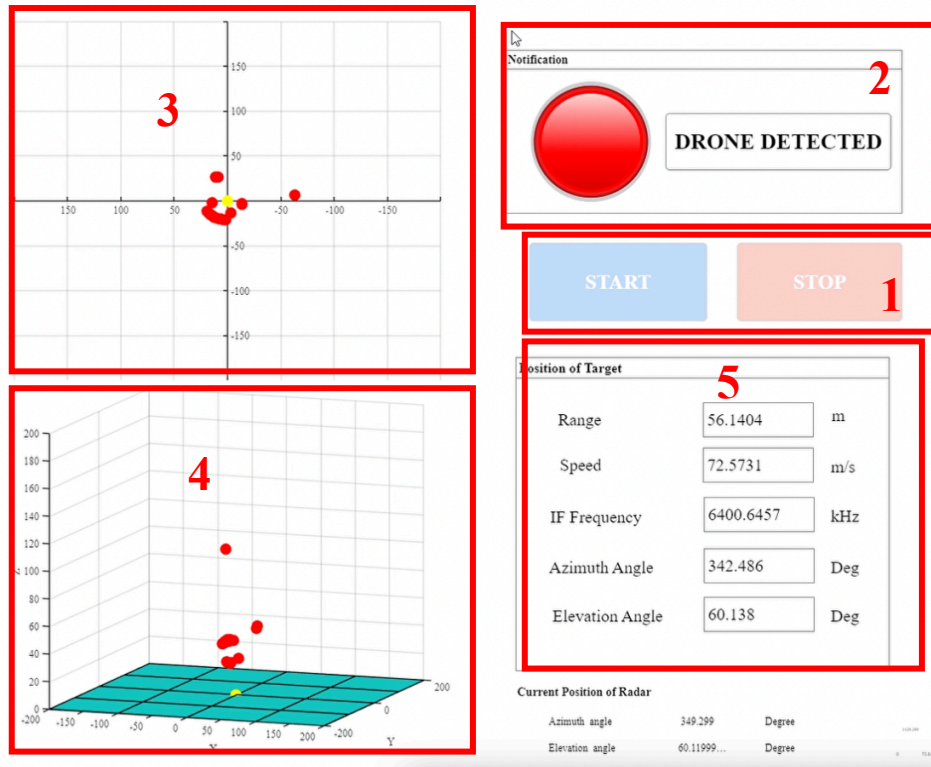 3
150
100
50
150
100
50
-50
-100
-150
-50
-100
-150
2
Notification
DRONE DETECTED
START
STOP
1
4
200
180
160
140
120
100
80
60
40
20
0
-200
-150
-100
-50
0
50
100
150
200
X
-200
0
200
Y
Z
Position of Target
5
Range 56.1404 m
Speed 72.5731 m/s
IF Frequency 6400.6457 kHz
Azimuth Angle 342.486 Deg
Elevation Angle 60.138 Deg
Current Position of Radar
Azimuth angle 349.299 Degree
Elevation angle 60.11999... Degree